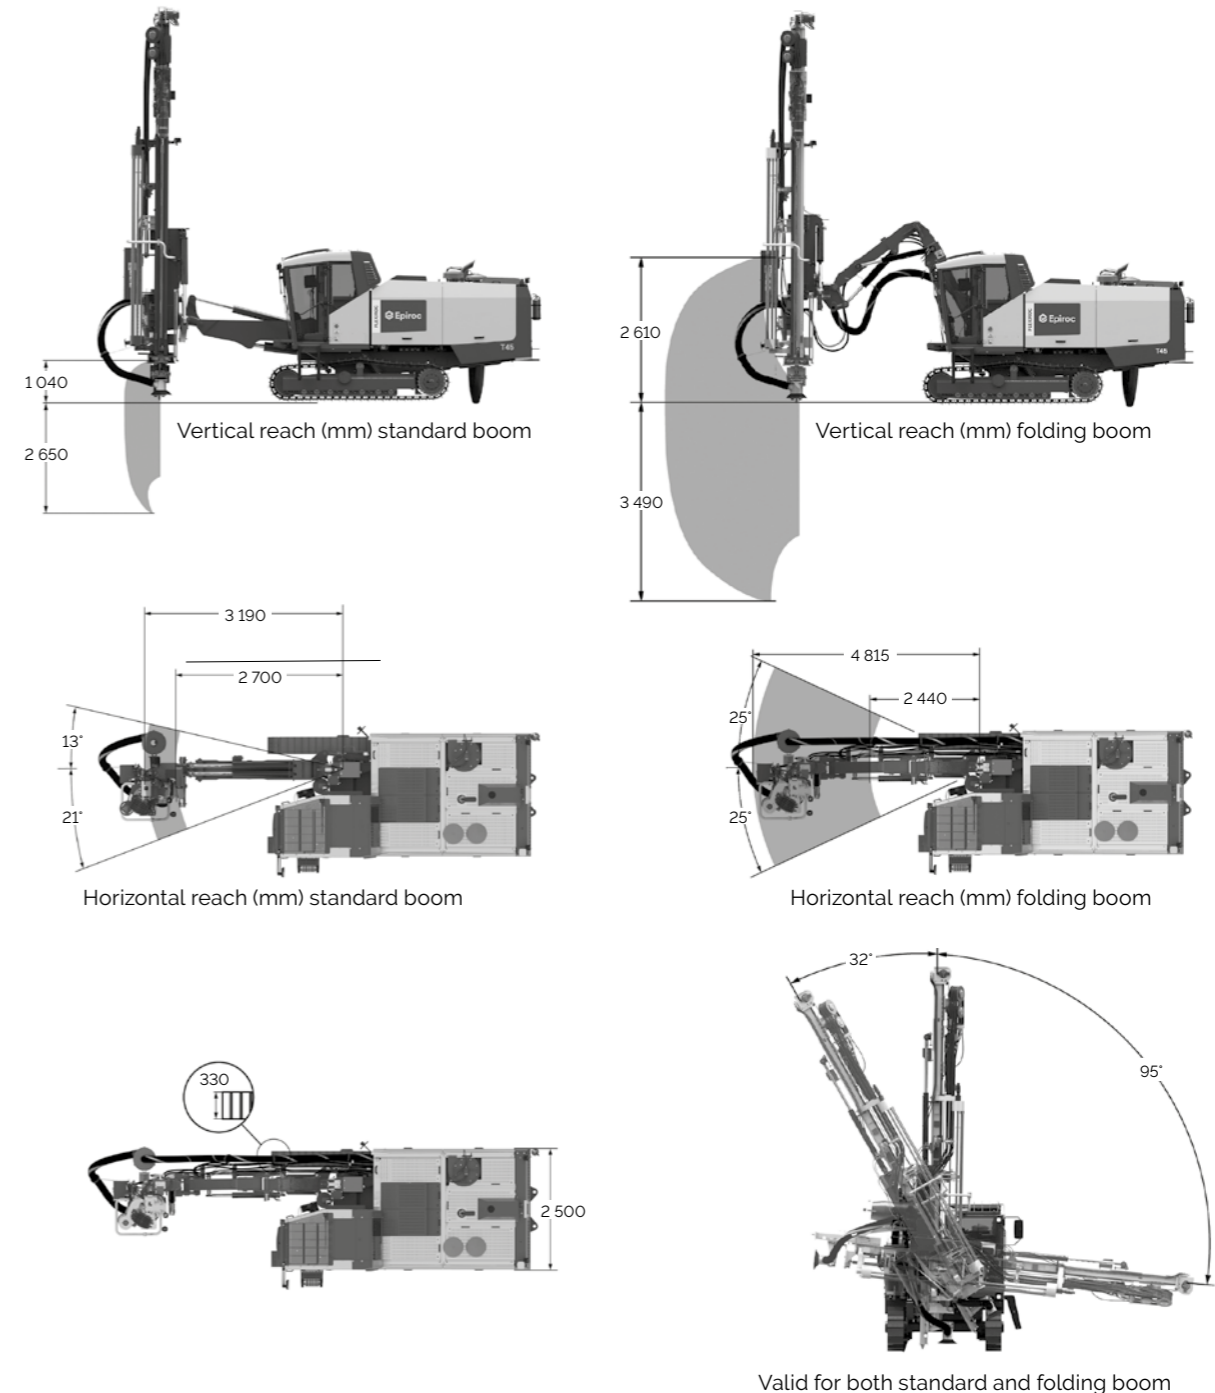 Epiroc
T45
1 040
2 650
Vertical reach (mm) standard boom
Epiroc
T45
2 610
3 490
Vertical reach (mm) folding boom
3 190
2 700
13°
21°
Horizontal reach (mm) standard boom
4 815
2 440
25°
25°
Horizontal reach (mm) folding boom
330
2 500
32°
95°
Valid for both standard and folding boom